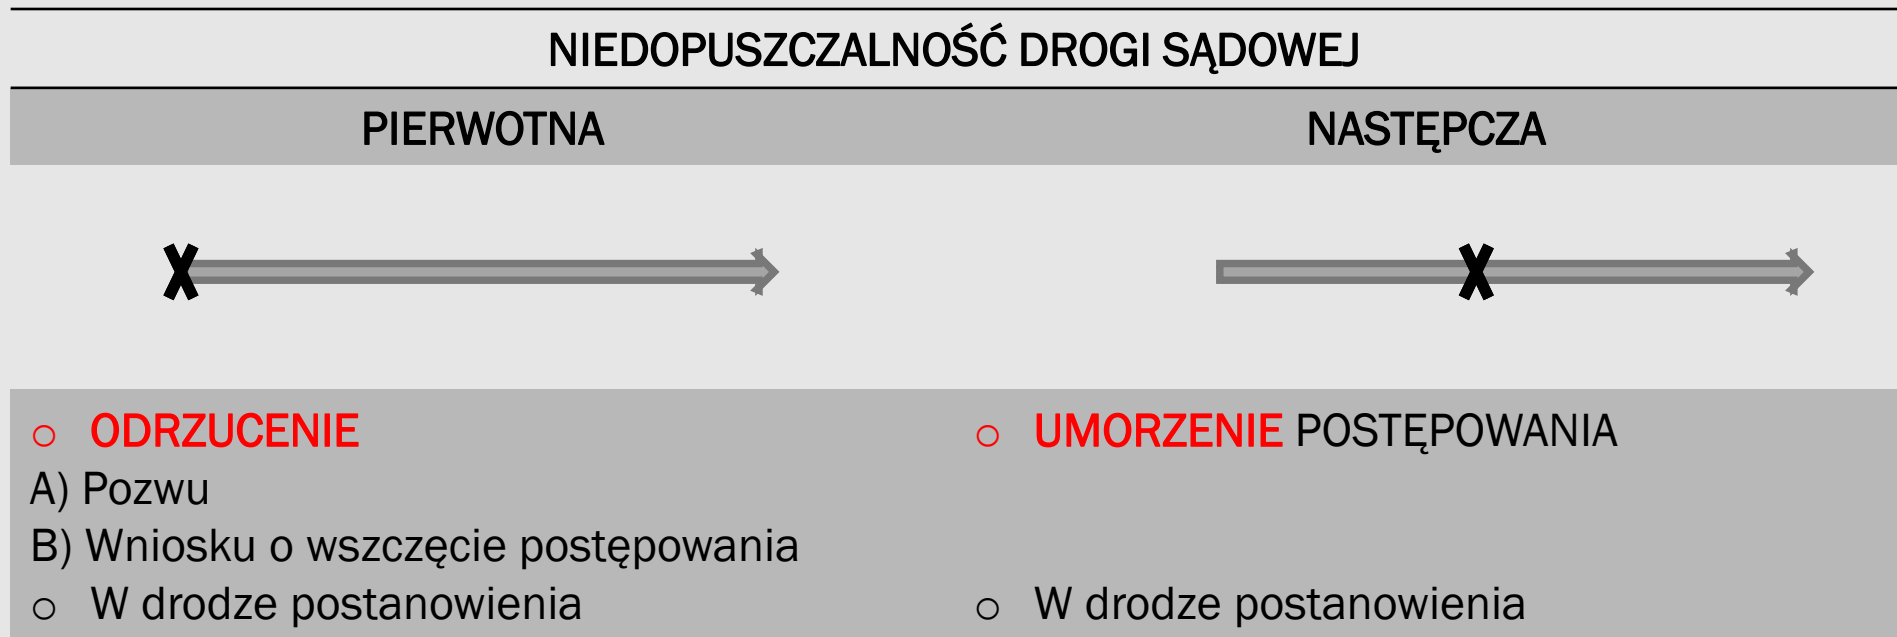 NIEDOPUSZCZALNOŚĆ DROGI SĄDOWEJ
PIERWOTNA
NASTĘPCZA
o ODRZUCENIE
A) Pozwu
B) Wniosku o wszczęcie postępowania
o W drodze postanowienia
o UMORZENIE POSTĘPOWANIA
o W drodze postanowienia